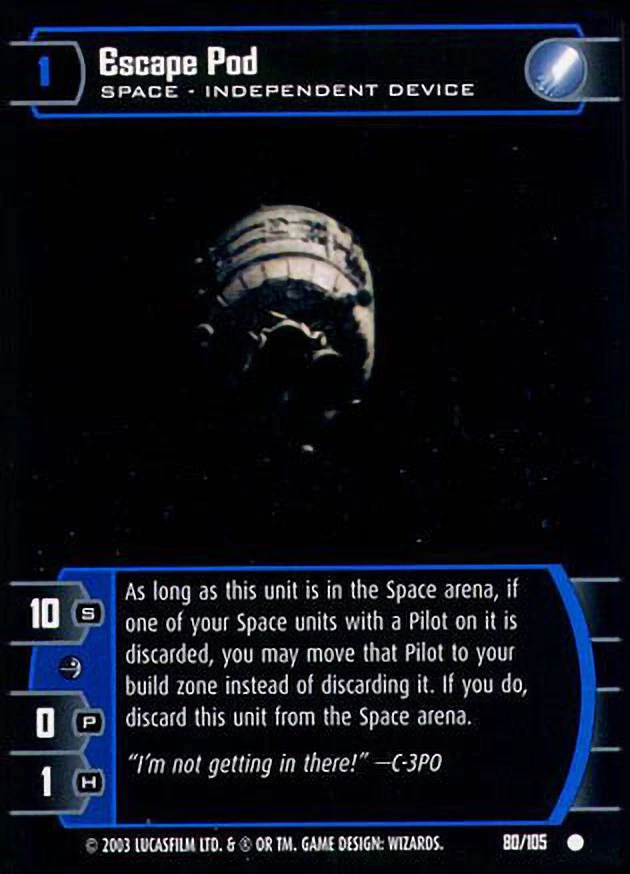 1
Escape Pod
SPACE - INDEPENDENT DEVICE
10 S
0 P
1 H
As long as this unit is in the Space arena, if
one of your Space units with a Pilot on it is
discarded, you may move that Pilot to your
build zone instead of discarding it. If you do,
discard this unit from the Space arena.
“I’m not getting in there!” —C-3PO
© 2003 LUCASFILM LTD. & ® OR TM. GAME DESIGN: WIZARDS.
80/105